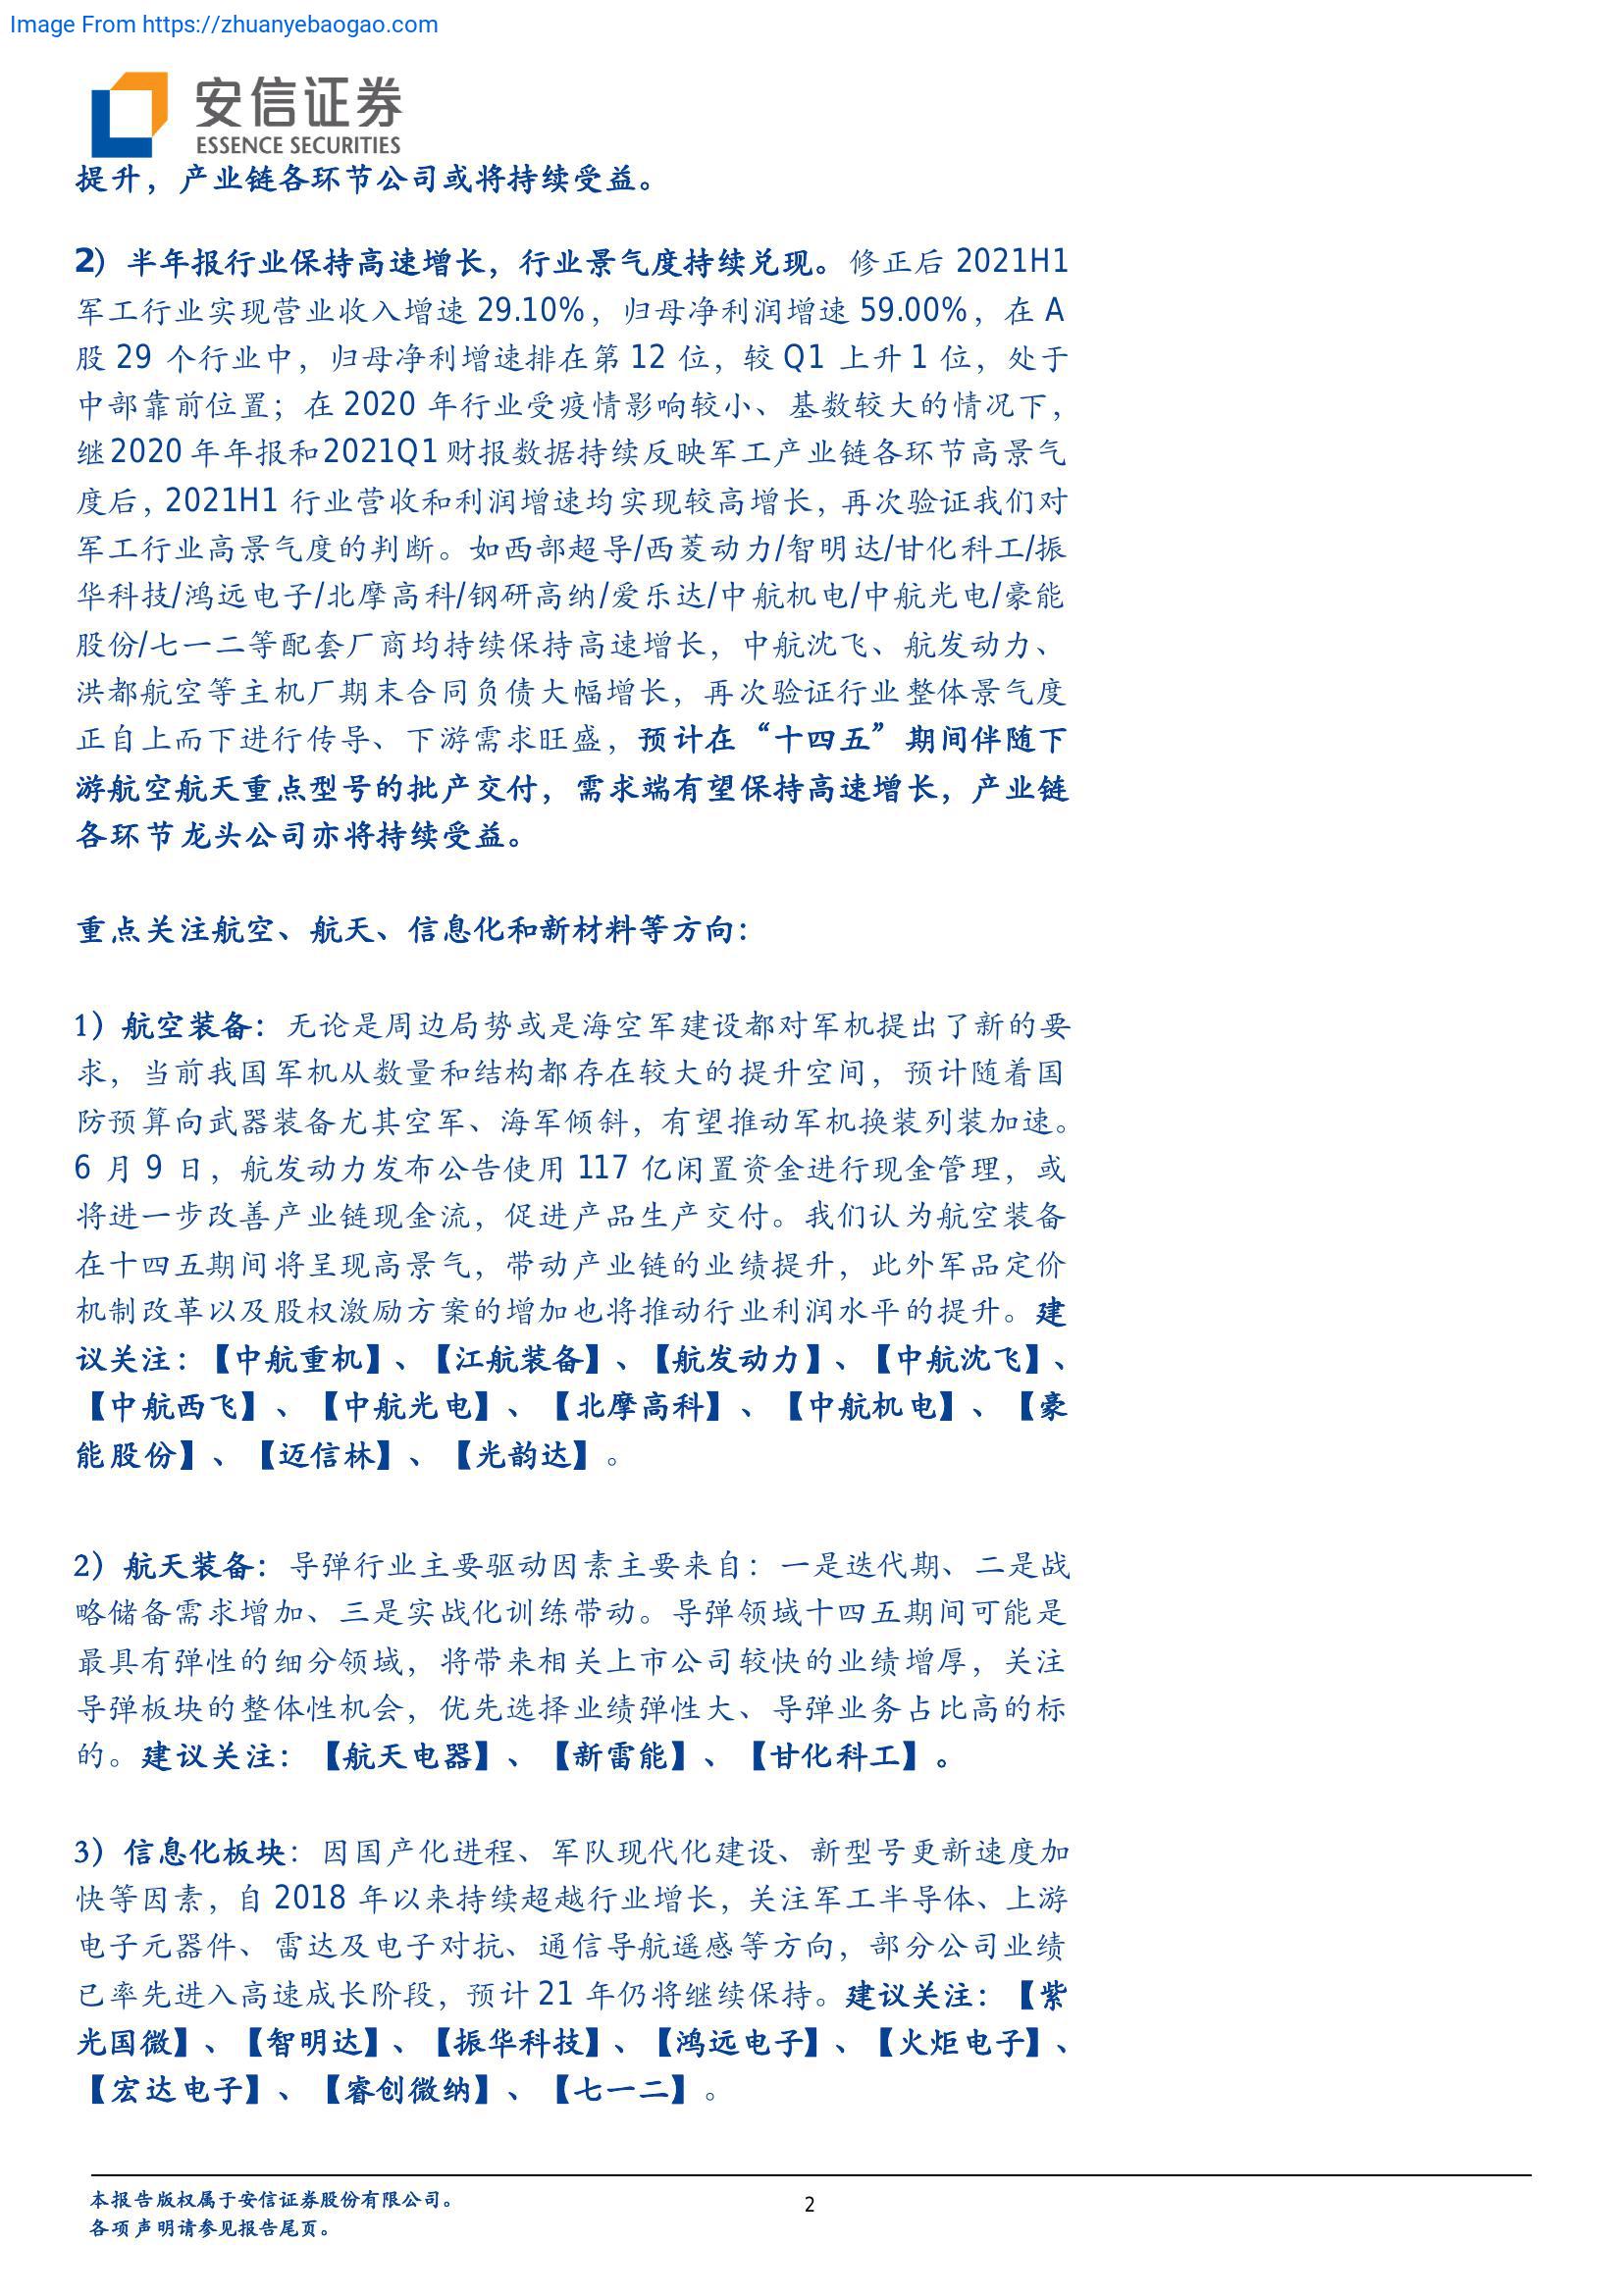 Image From https://zhuanyebaogao.com
安信证券
ESSENCE SECURITIES
提升，产业链各环节公司或将持续受益。
2）半年报行业保持高速增长，行业景气度持续兑现。修正后 2021H1
军工行业实现营业收入增速 29.10%，归母净利润增速 59.00%，在 A
股 29 个行业中，归母净利增速排在第 12 位，较 Q1 上升 1 位，处于
中部靠前位置；在 2020 年行业受疫情影响较小、基数较大的情况下，
继 2020 年年报和 2021Q1 财报数据持续反映军工产业链各环节高景气
度后，2021H1 行业营收和利润增速均实现较高增长，再次验证我们对
军工行业高景气度的判断。如西部超导/西菱动力/智明达/甘化科工/振
华科技/鸿远电子/北摩高科/钢研高纳/爱乐达/中航机电/中航光电/豪能
股份/七一二等配套厂商均持续保持高速增长，中航沈飞、航发动力、
洪都航空等主机厂期末合同负债大幅增长，再次验证行业整体景气度
正自上而下进行传导、下游需求旺盛，预计在“十四五”期间伴随下
游航空航天重点型号的批产交付，需求端有望保持高速增长，产业链
各环节龙头公司亦将持续受益。
重点关注航空、航天、信息化和新材料等方向：
1）航空装备：无论是周边局势或是海空军建设都对军机提出了新的要
求，当前我国军机从数量和结构都存在较大的提升空间，预计随着国
防预算向武器装备尤其空军、海军倾斜，有望推动军机换装列装加速。
6 月 9 日，航发动力发布公告使用 117 亿闲置资金进行现金管理，或
将进一步改善产业链现金流，促进产品生产交付。我们认为航空装备
在十四五期间将呈现高景气，带动产业链的业绩提升，此外军品定价
机制改革以及股权激励方案的增加也将推动行业利润水平的提升。建
议关注：【中航重机】、【江航装备】、【航发动力】、【中航沈飞】、
【中航西飞】、【中航光电】、【北摩高科】、【中航机电】、【豪
能股份】、【迈信林】、【光韵达】。
2）航天装备：导弹行业主要驱动因素主要来自：一是迭代期、二是战
略储备需求增加、三是实战化训练带动。导弹领域十四五期间可能是
最具有弹性的细分领域，将带来相关上市公司较快的业绩增厚，关注
导弹板块的整体性机会，优先选择业绩弹性大、导弹业务占比高的标
的。建议关注：【航天电器】、【新雷能】、【甘化科工】。
3）信息化板块：因国产化进程、军队现代化建设、新型号更新速度加
快等因素，自 2018 年以来持续超越行业增长，关注军工半导体、上游
电子元器件、雷达及电子对抗、通信导航遥感等方向，部分公司业绩
已率先进入高速成长阶段，预计 21 年仍将继续保持。建议关注：【紫
光国微】、【智明达】、【振华科技】、【鸿远电子】、【火炬电子】、
【宏达电子】、【睿创微纳】、【七一二】。
本报告版权属于安信证券股份有限公司。
2
各项声明请参见报告尾页。